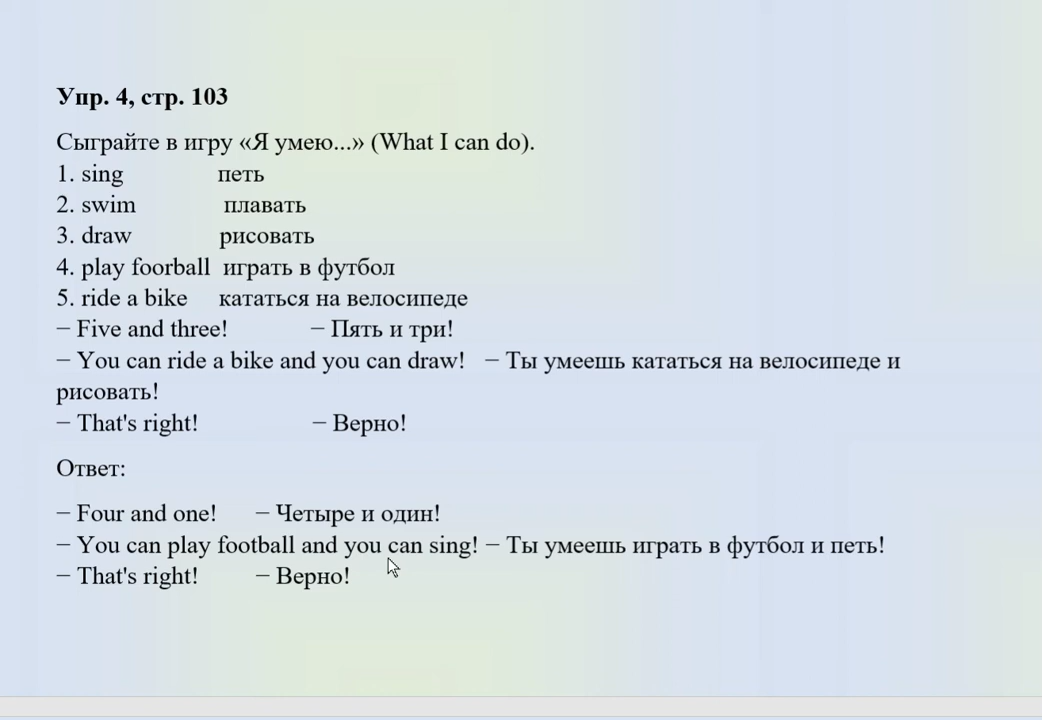 Упр. 4, стр. 103
Сыграйте в игру «Я умею...» (What I can do).
1. sing петь
2. swim плавать
3. draw рисовать
4. play foorball играть в футбол
5. ride a bike кататься на велосипеде
− Five and three! − Пять и три!
− You can ride a bike and you can draw! − Ты умеешь кататься на велосипеде и
рисовать!
− That's right! − Верно!
Ответ:
− Four and one! − Четыре и один!
− You can play football and you can sing! − Ты умеешь играть в футбол и петь!
− That's right! − Верно!